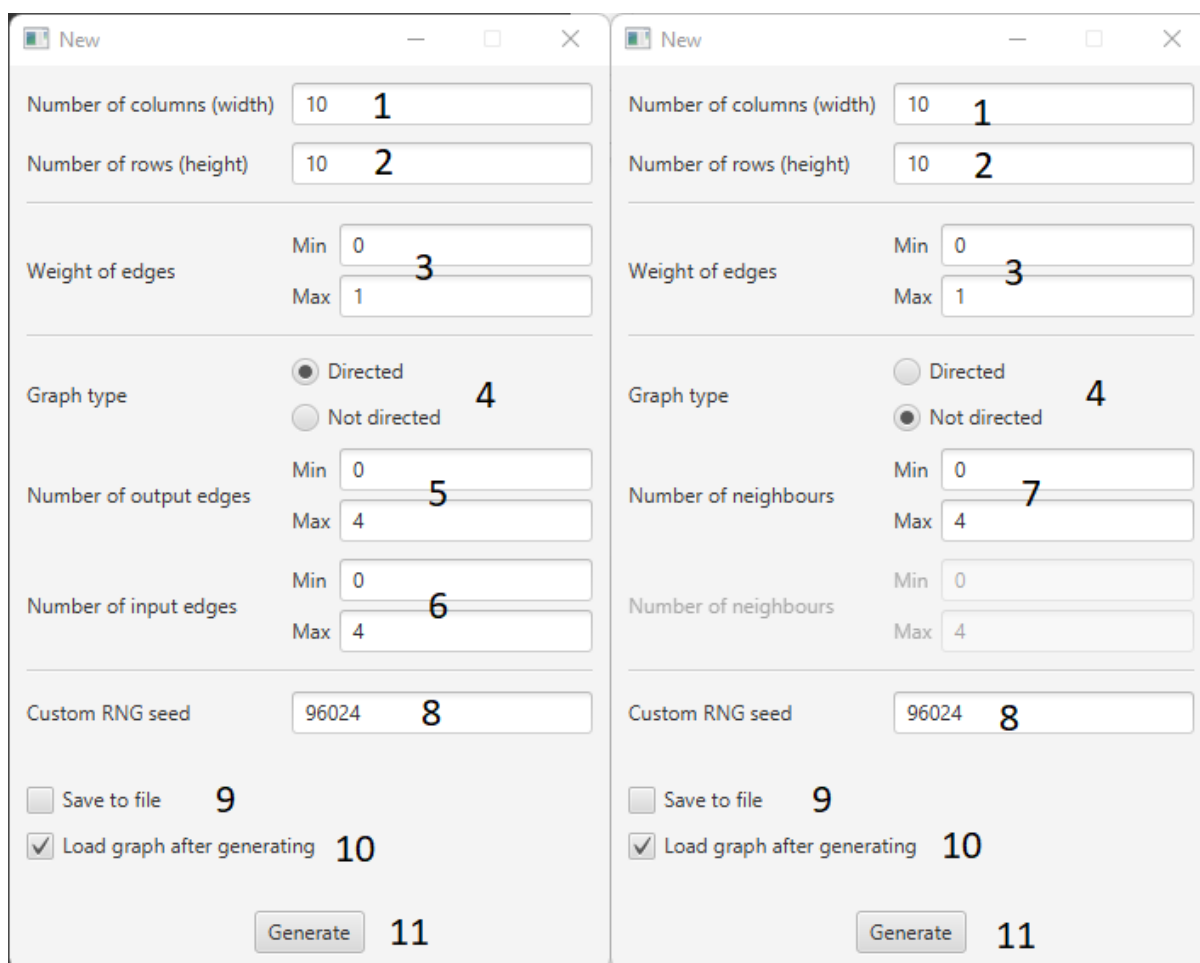 New
Number of columns (width) 10 1
Number of rows (height) 10 2
Min 0
Weight of edges 3
Max 1
Directed
Graph type 4
Not directed
Min 0
Number of output edges 5
Max 4
Min 0
Number of input edges 6
Max 4
Custom RNG seed 96024 8
Save to file 9
Load graph after generating 10
Generate 11
New
Number of columns (width) 10 1
Number of rows (height) 10 2
Min 0
Weight of edges 3
Max 1
Directed
Graph type 4
Not directed
Min 0
Number of neighbours 7
Max 4
Min 0
Number of neighbours
Max 4
Custom RNG seed 96024 8
Save to file 9
Load graph after generating 10
Generate 11